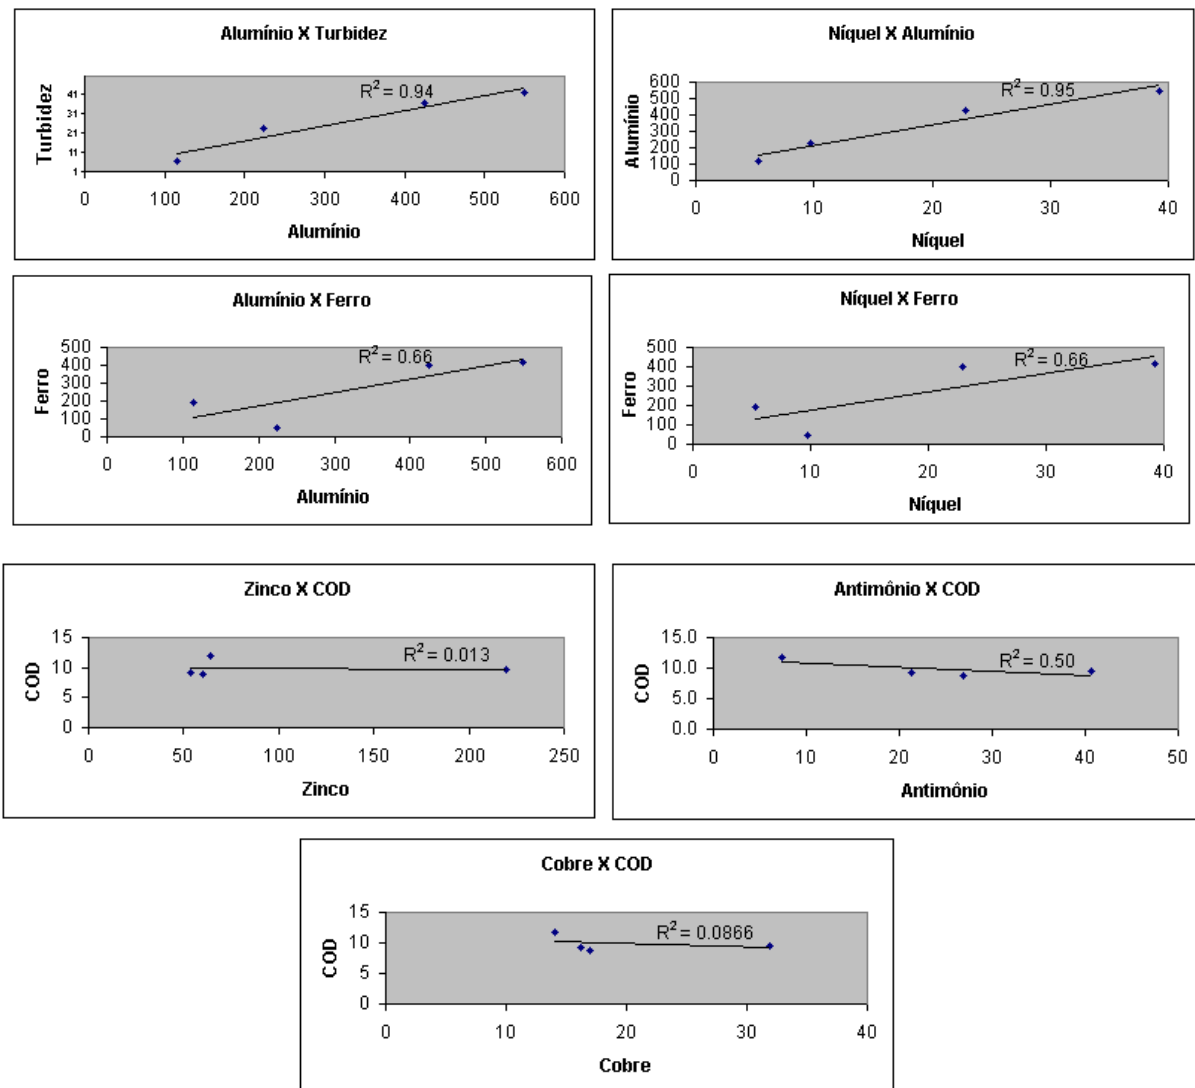 Alumínio X Turbidez
R² = 0.94
Turbidez
41
31
21
11
1
0 100 200 300 400 500 600
Alumínio
Níquel X Alumínio
R² = 0.95
Alumínio
600
500
400
300
200
100
0
0 10 20 30 40
Níquel
Alumínio X Ferro
R² = 0.66
Ferro
500
400
300
200
100
0
0 100 200 300 400 500 600
Alumínio
Níquel X Ferro
R² = 0.66
Ferro
500
400
300
200
100
0
0 10 20 30 40
Níquel
Zinco X COD
R² = 0.013
COD
15
10
5
0
0 50 100 150 200 250
Zinco
Antimônio X COD
R² = 0.50
COD
15.0
10.0
5.0
0.0
0 10 20 30 40 50
Antimônio
Cobre X COD
R² = 0.0866
COD
15
10
5
0
0 10 20 30 40
Cobre